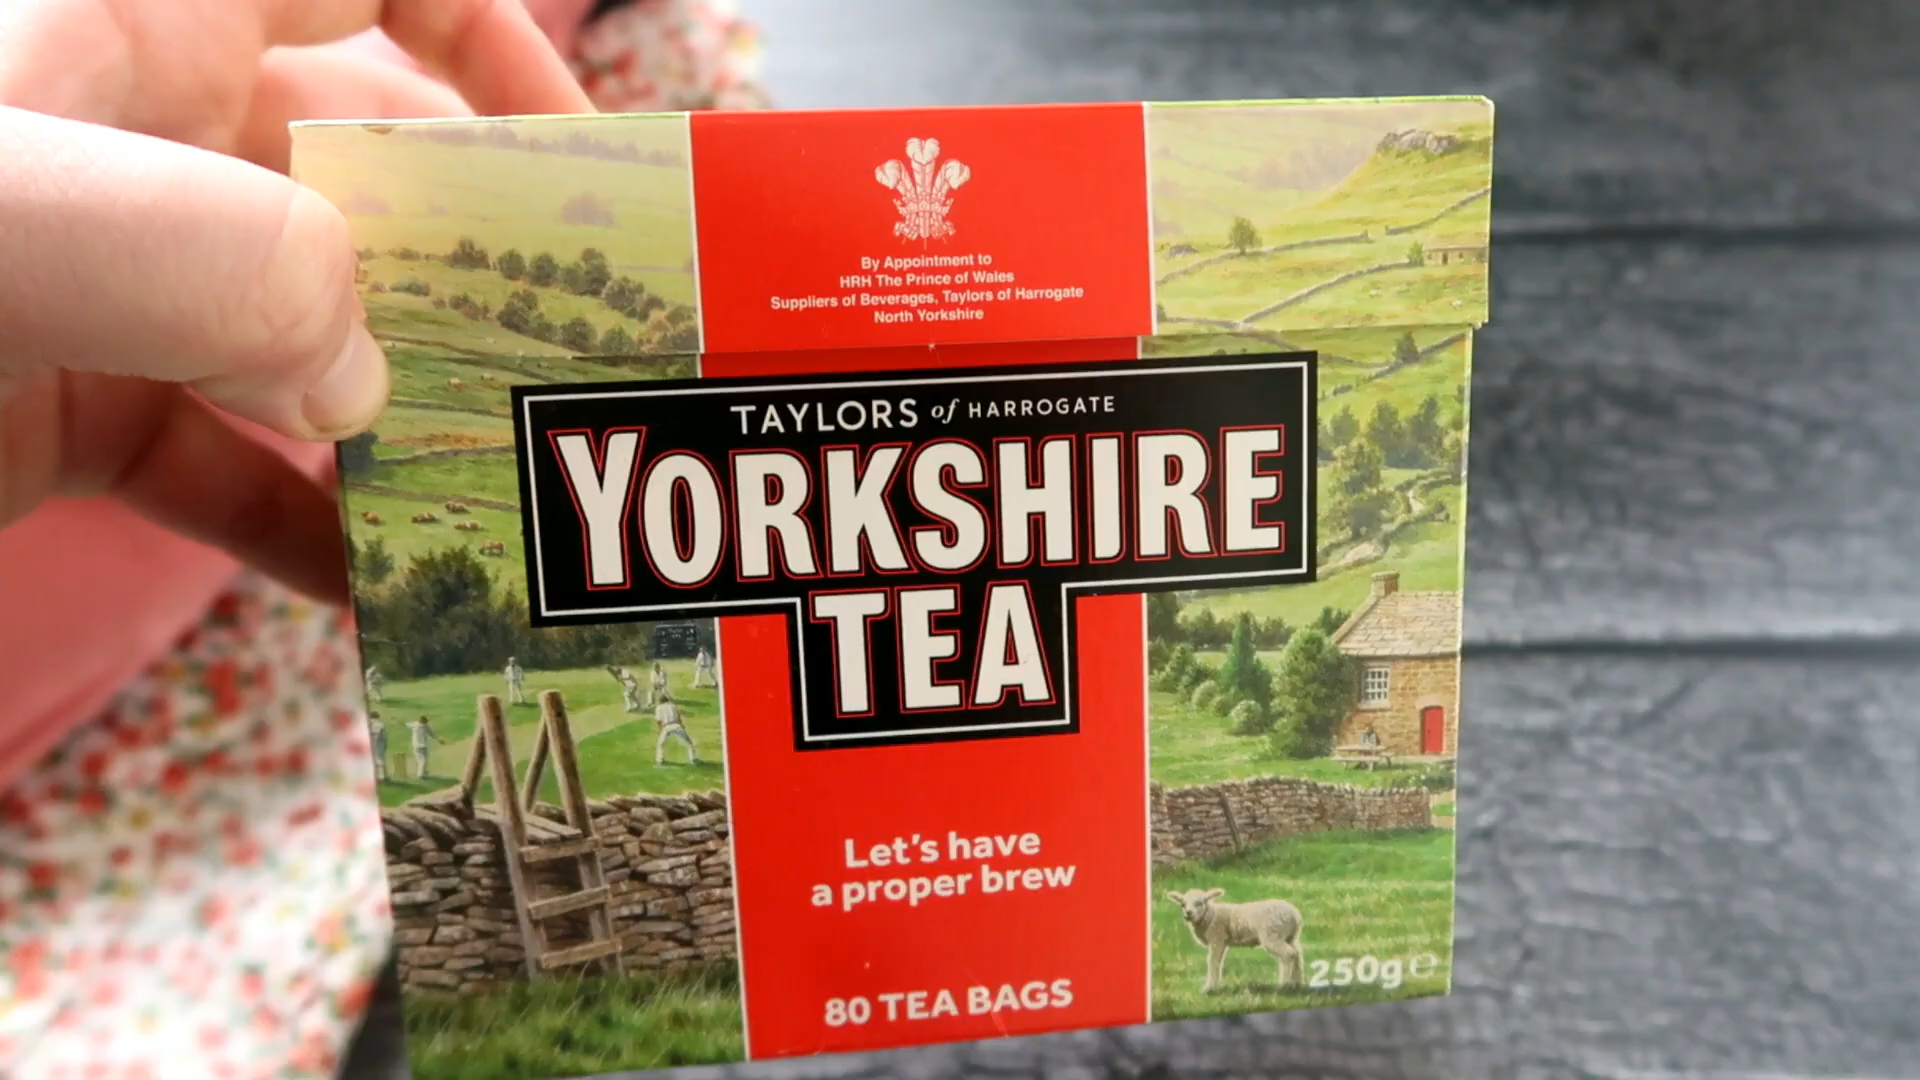 By Appointment to
HRH The Prince of Wales
Suppliers of Beverages, Taylors of Harrogate
North Yorkshire
TAYLORS of HARROGATE
YORKSHIRE
TEA
Let's have
a proper brew
80 TEA BAGS
250g ℮